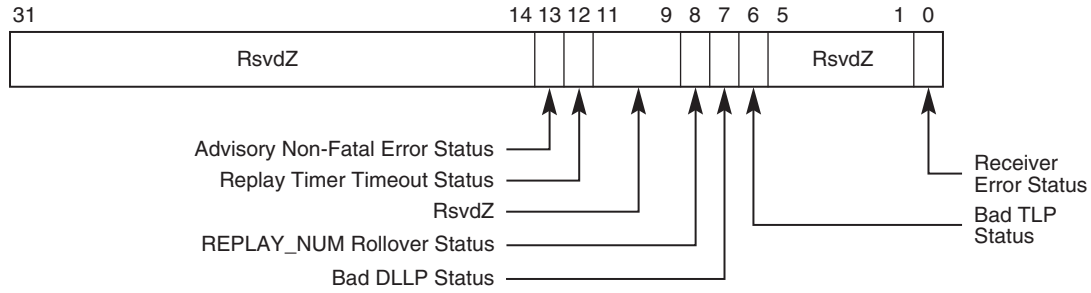 31 14 13 12 11 9 8 7 6 5 1 0
RsvdZ RsvdZ
Advisory Non-Fatal Error Status
Replay Timer Timeout Status
RsvdZ
REPLAY_NUM Rollover Status
Bad DLLP Status
Receiver
Error Status
Bad TLP
Status